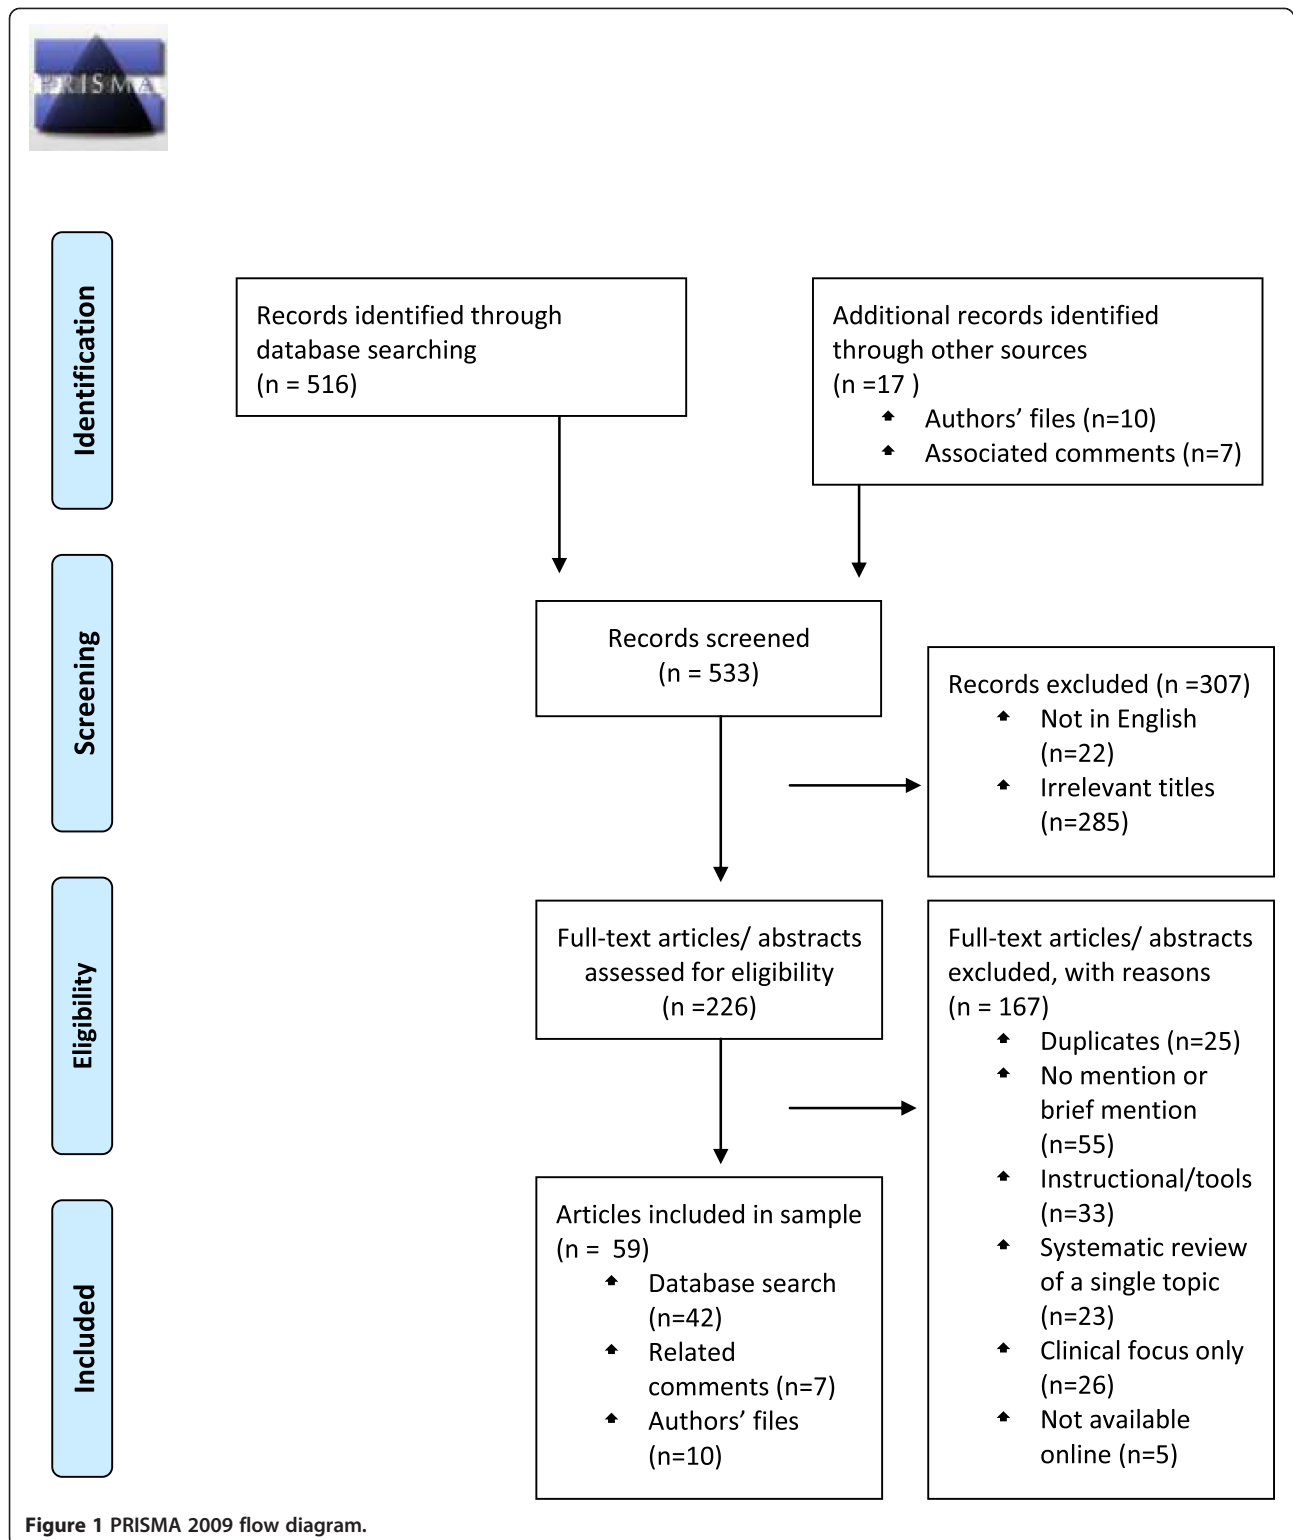 PRISMA
Identification
Records identified through
database searching
(n = 516)
Additional records identified
through other sources
(n =17 )
Authors’ files (n=10)
Associated comments (n=7)
Screening
Records screened
(n = 533)
Records excluded (n =307)
Not in English
(n=22)
Irrelevant titles
(n=285)
Eligibility
Full-text articles/ abstracts
assessed for eligibility
(n =226)
Full-text articles/ abstracts
excluded, with reasons
(n = 167)
Duplicates (n=25)
No mention or
brief mention
(n=55)
Instructional/tools
(n=33)
Systematic review
of a single topic
(n=23)
Clinical focus only
(n=26)
Not available
online (n=5)
Included
Articles included in sample
(n =  59)
Database search
(n=42)
Related
comments (n=7)
Authors’ files
(n=10)
Figure 1 PRISMA 2009 flow diagram.